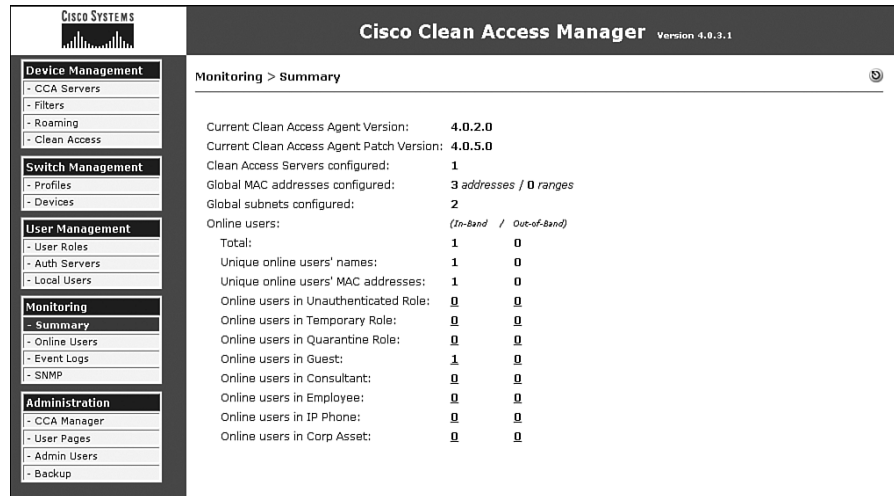 CISCO SYSTEMS
Cisco Clean Access Manager Version 4.0.3.1
Device Management
- CCA Servers
- Filters
- Roaming
- Clean Access
Switch Management
- Profiles
- Devices
User Management
- User Roles
- Auth Servers
- Local Users
Monitoring
- Summary
- Online Users
- Event Logs
- SNMP
Administration
- CCA Manager
- User Pages
- Admin Users
- Backup
Monitoring > Summary
Current Clean Access Agent Version: 4.0.2.0
Current Clean Access Agent Patch Version: 4.0.5.0
Clean Access Servers configured: 1
Global MAC addresses configured: 3 addresses / 0 ranges
Global subnets configured: 2
Online users: (In-Band / Out-of-Band)
Total: 1 0
Unique online users' names: 1 0
Unique online users' MAC addresses: 1 0
Online users in Unauthenticated Role: 0 0
Online users in Temporary Role: 0 0
Online users in Quarantine Role: 0 0
Online users in Guest: 1 0
Online users in Consultant: 0 0
Online users in Employee: 0 0
Online users in IP Phone: 0 0
Online users in Corp Asset: 0 0